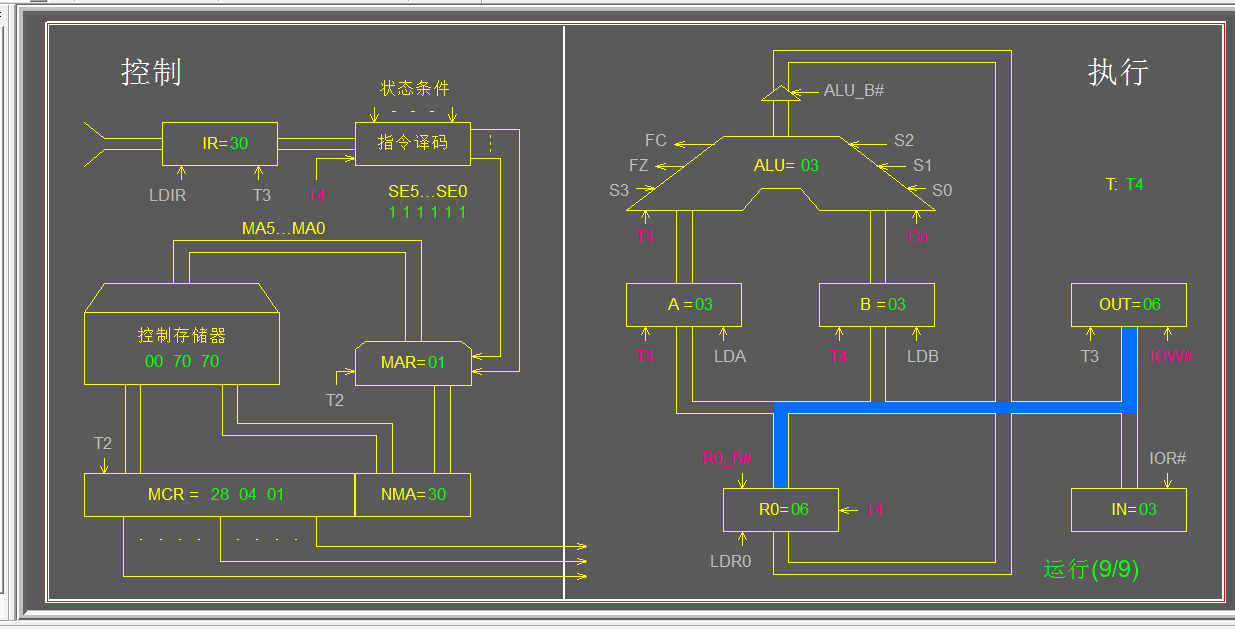 控制
执行
状态条件
IR=30
指令译码
LDIR
T3
T4
SE5...SE0
1 1 1 1 1 1
MA5...MA0
控制存储器
00 70 70
MAR=01
T2
T2
MCR = 28 04 01
NMA=30
ALU_B#
FC
FZ
S3
ALU= 03
S2
S1
S0
T4
Cn
T: T4
A =03
B =03
OUT=06
T4
LDA
T4
LDB
T3
IOW#
R0_B#
IOR#
R0=06
T4
IN=03
LDR0
运行(9/9)